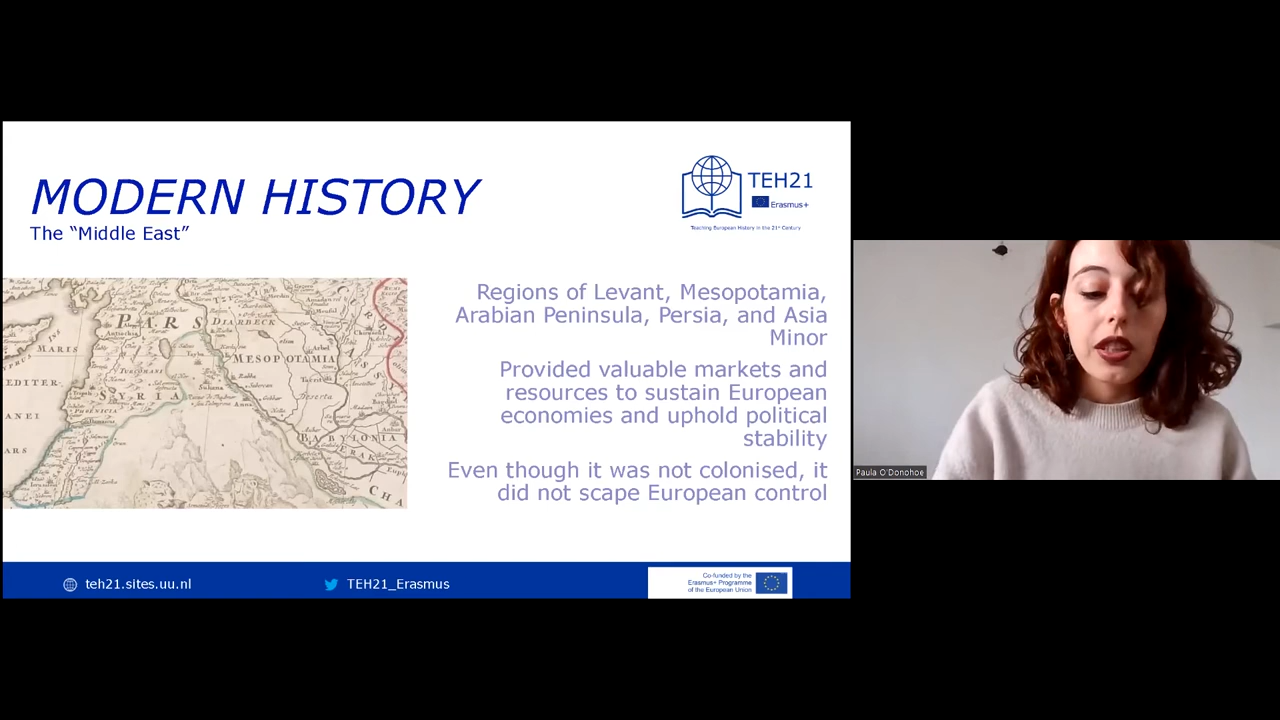 MODERN HISTORY
The “Middle East”
TEH21
Erasmus+
Teaching European History in the 21st Century
Regions of Levant, Mesopotamia,
Arabian Peninsula, Persia, and Asia
Minor
Provided valuable markets and
resources to sustain European
economies and uphold political
stability
Even though it was not colonised, it
did not scape European control
PARS
DIARBECK
MESOPOTAMIA
MARIS
SYRIA
PHOENICIA
Deserta
BABYLONIA
CHA
Paula O'Donohoe
teh21.sites.uu.nl
TEH21_Erasmus
Co-funded by the
Erasmus+ Programme
of the European Union